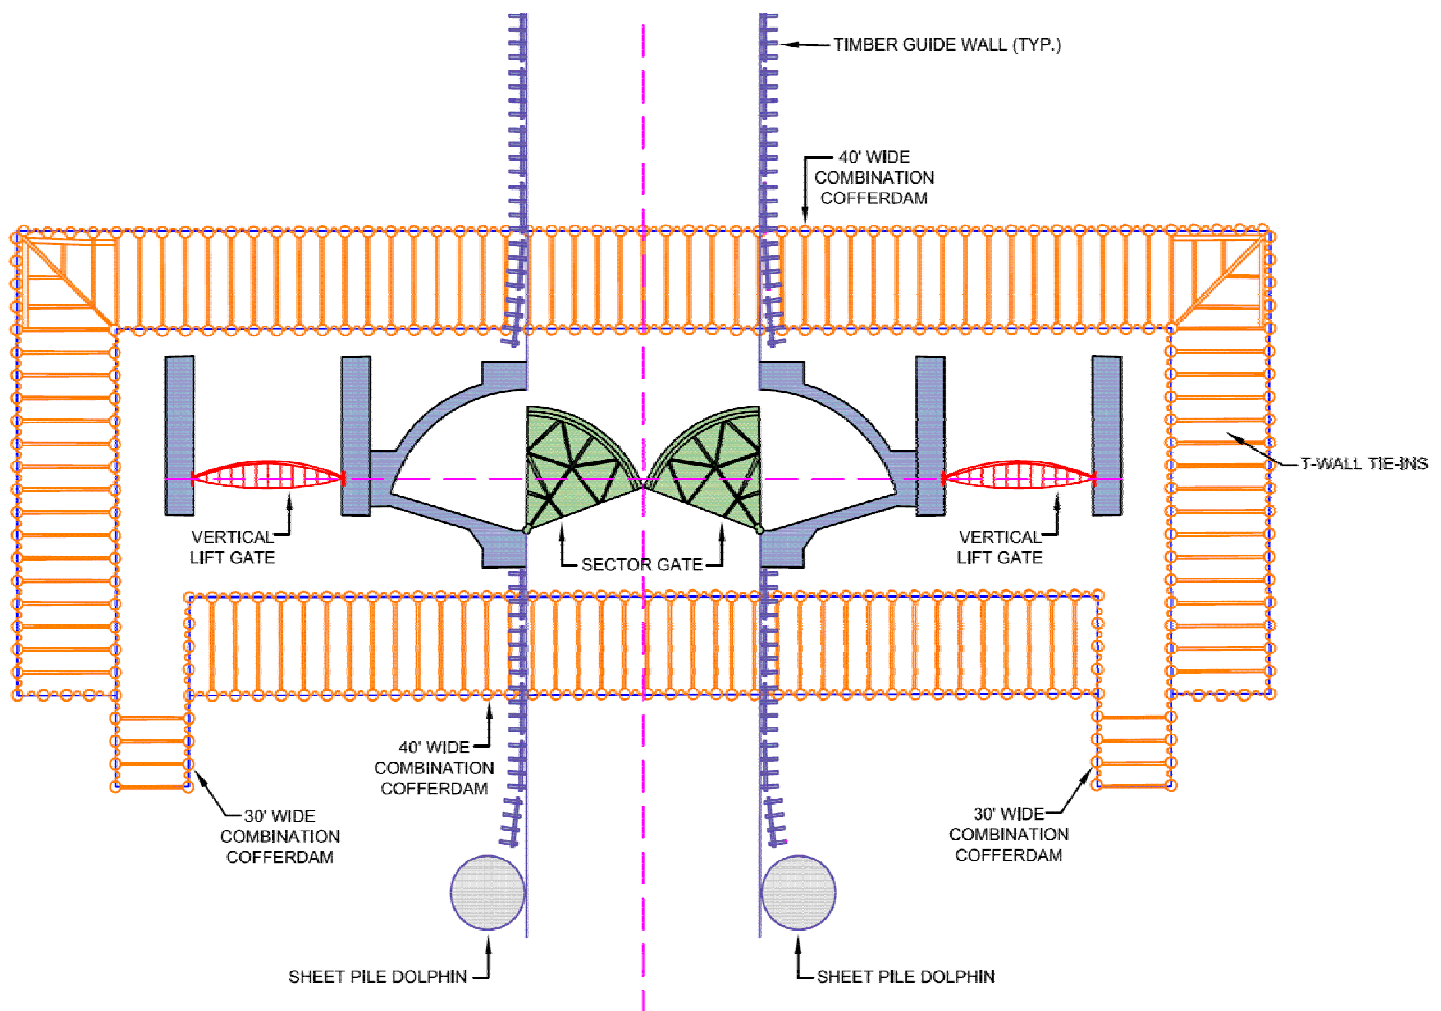 TIMBER GUIDE WALL (TYP.)
40' WIDE
COMBINATION
COFFERDAM
T-WALL TIE-INS
VERTICAL
LIFT GATE
SECTOR GATE
VERTICAL
LIFT GATE
40' WIDE
COMBINATION
COFFERDAM
30' WIDE
COMBINATION
COFFERDAM
30' WIDE
COMBINATION
COFFERDAM
SHEET PILE DOLPHIN
SHEET PILE DOLPHIN